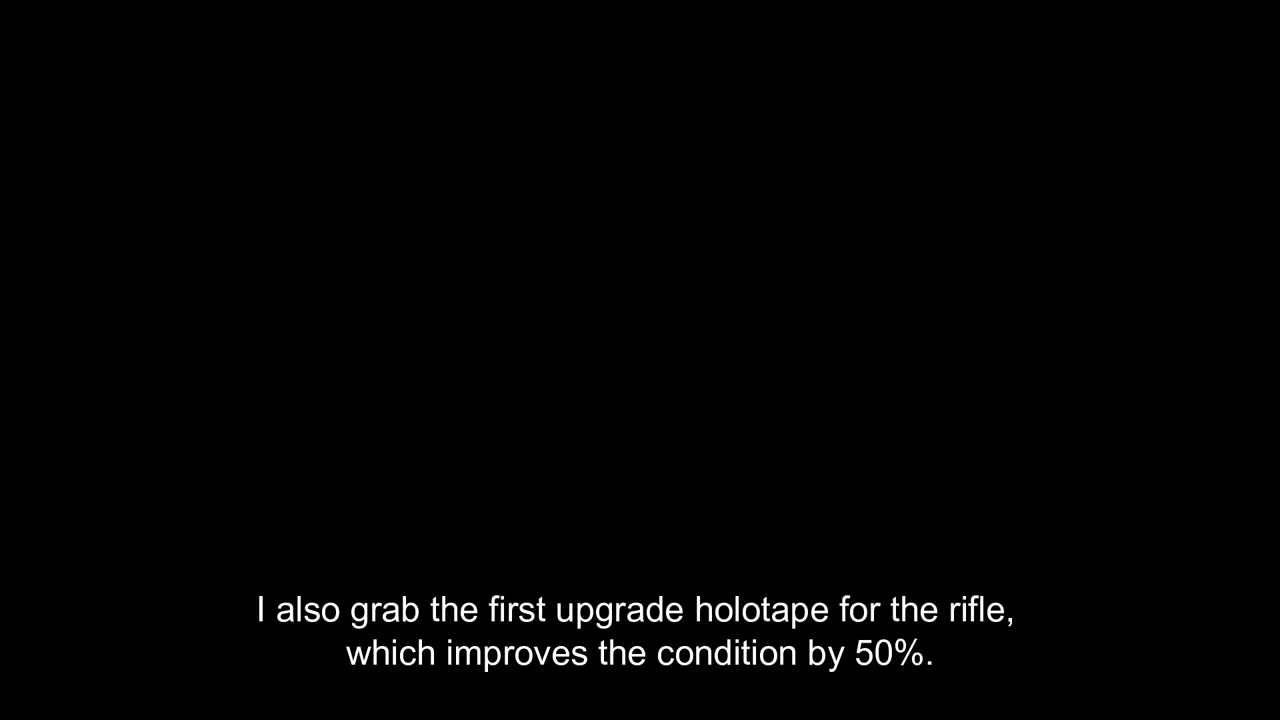 I also grab the first upgrade holotape for the rifle,
which improves the condition by 50%.